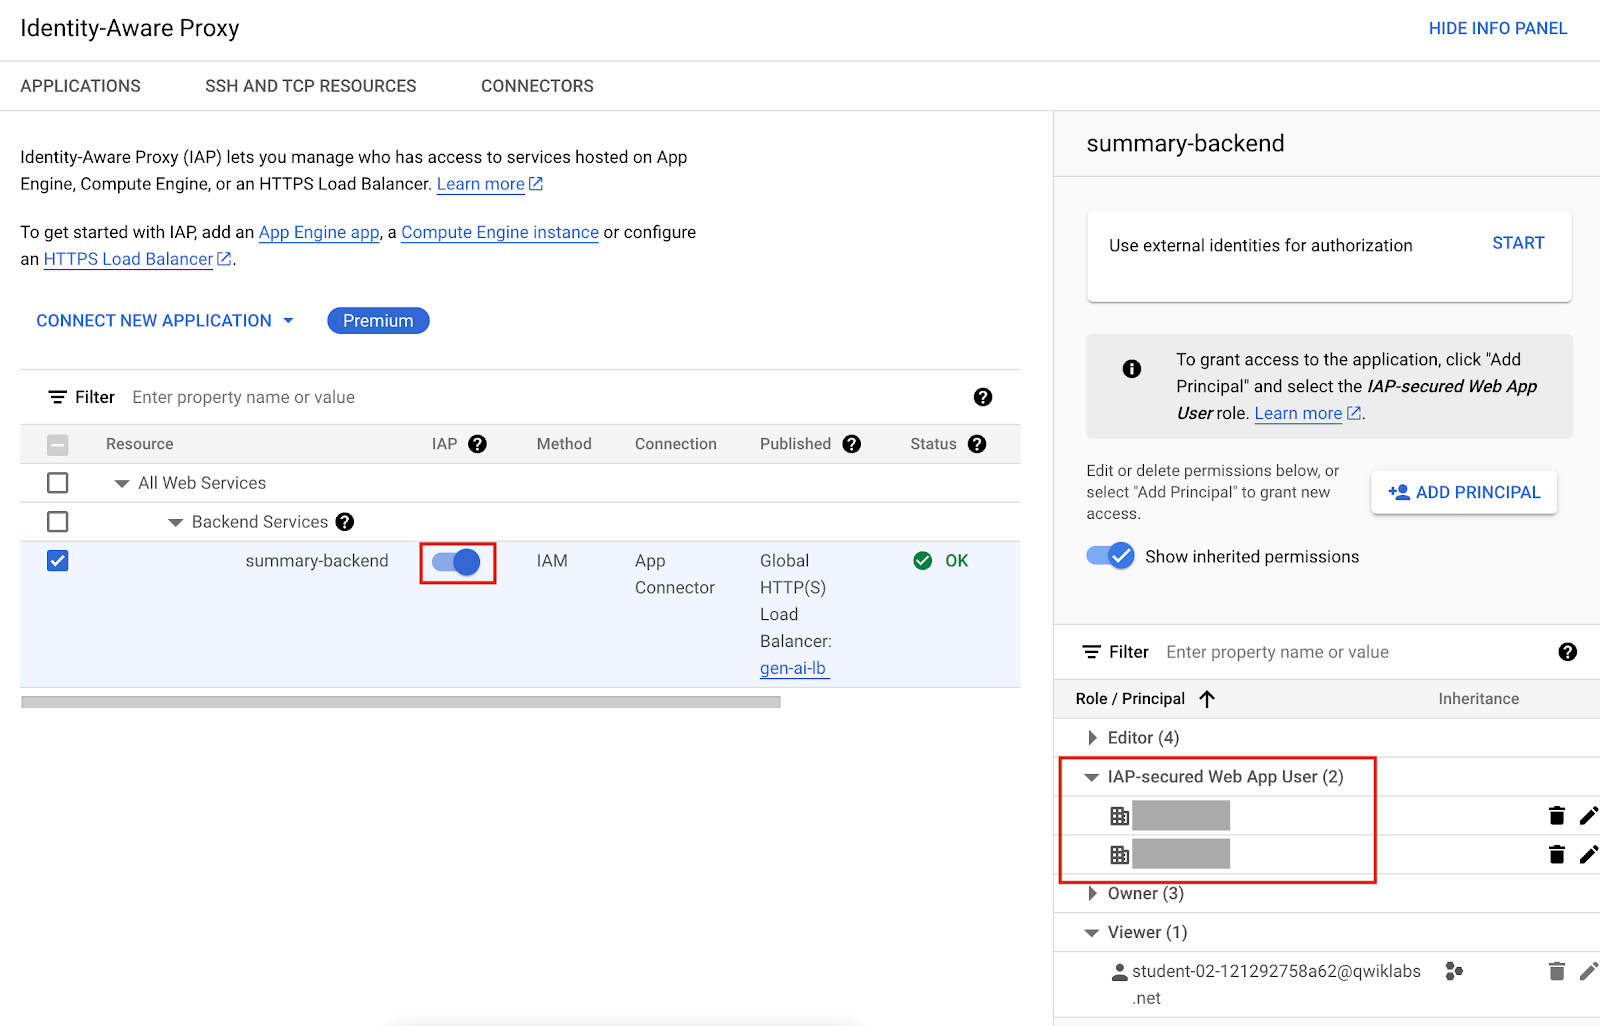 Identity-Aware Proxy
HIDE INFO PANEL
APPLICATIONS
SSH AND TCP RESOURCES
CONNECTORS
Identity-Aware Proxy (IAP) lets you manage who has access to services hosted on App
Engine, Compute Engine, or an HTTPS Load Balancer. Learn more
To get started with IAP, add an App Engine app, a Compute Engine instance or configure
an HTTPS Load Balancer.
CONNECT NEW APPLICATION
Premium
Filter Enter property name or value
Resource IAP Method Connection Published Status
All Web Services
Backend Services
summary-backend IAM App Global OK
Connector HTTP(S)
Load
Balancer:
gen-ai-lb
summary-backend
Use external identities for authorization START
To grant access to the application, click "Add
Principal" and select the IAP-secured Web App
User role. Learn more.
Edit or delete permissions below, or
select "Add Principal" to grant new
access.
ADD PRINCIPAL
Show inherited permissions
Filter Enter property name or value
Role / Principal Inheritance
Editor (4)
IAP-secured Web App User (2)
Owner (3)
Viewer (1)
student-02-121292758a62@qwiklabs
.net